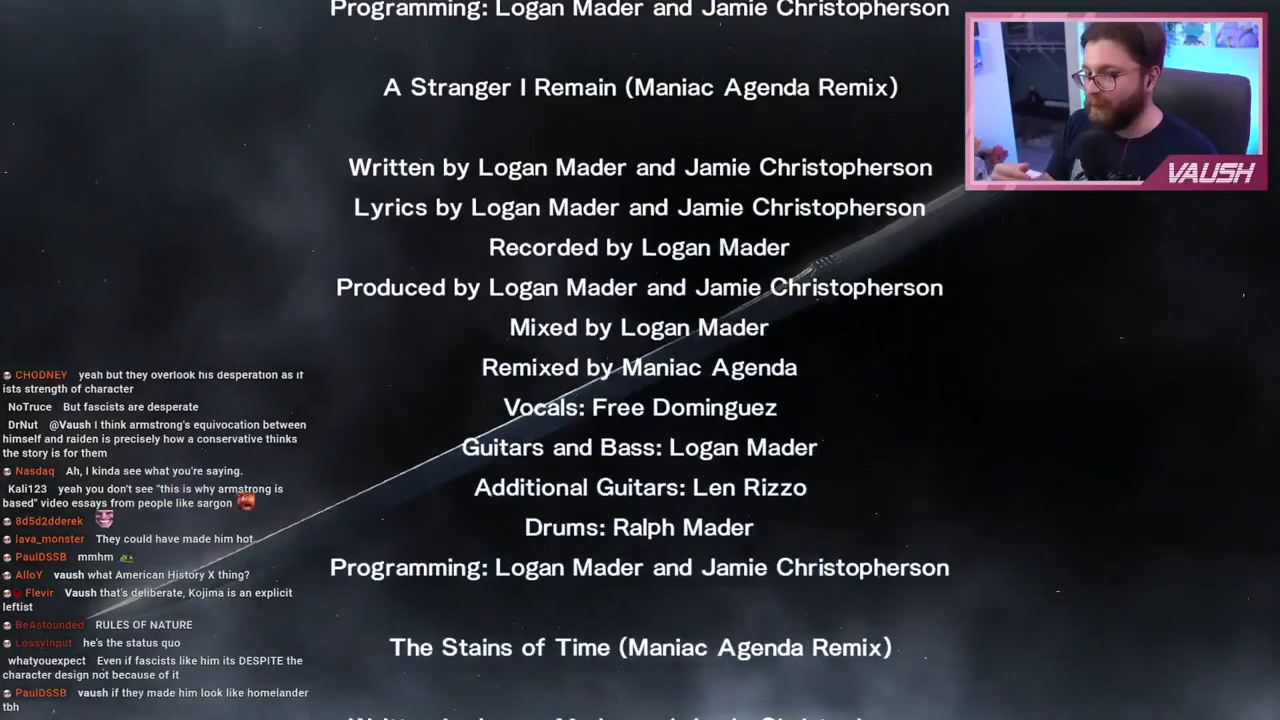 Programming: Logan Mader and Jamie Christopherson
A Stranger I Remain (Maniac Agenda Remix)
Written by Logan Mader and Jamie Christopherson
Lyrics by Logan Mader and Jamie Christopherson
Recorded by Logan Mader
Produced by Logan Mader and Jamie Christopherson
Mixed by Logan Mader
Remixed by Maniac Agenda
Vocals: Free Dominguez
Guitars and Bass: Logan Mader
Additional Guitars: Len Rizzo
Drums: Ralph Mader
Programming: Logan Mader and Jamie Christopherson
The Stains of Time (Maniac Agenda Remix)
VAUSH
CHODNEY yeah but they overlook his desperation as if
ists strength of character
NoTruce But fascists are desperate
DrNut @Vaush I think armstrong's equivocation between
himself and raiden is precisely how a conservative thinks
the story is for them
Nasdaq Ah, I kinda see what you're saying.
Kali123 yeah you don't see "this is why armstrong is
based" video essays from people like sargon
8d5d2dderek
lava_monster They could have made him hot..
PaulDSSB mmhm
AlloY vaush what American History X thing?
Flevir Vaush that's deliberate, Kojima is an explicit
leftist
BeAstounded RULES OF NATURE
LossyInput he's the status quo
whatyouexpect Even if fascists like him its DESPITE the
character design not because of it
PaulDSSB vaush if they made him look like homelander
tbh